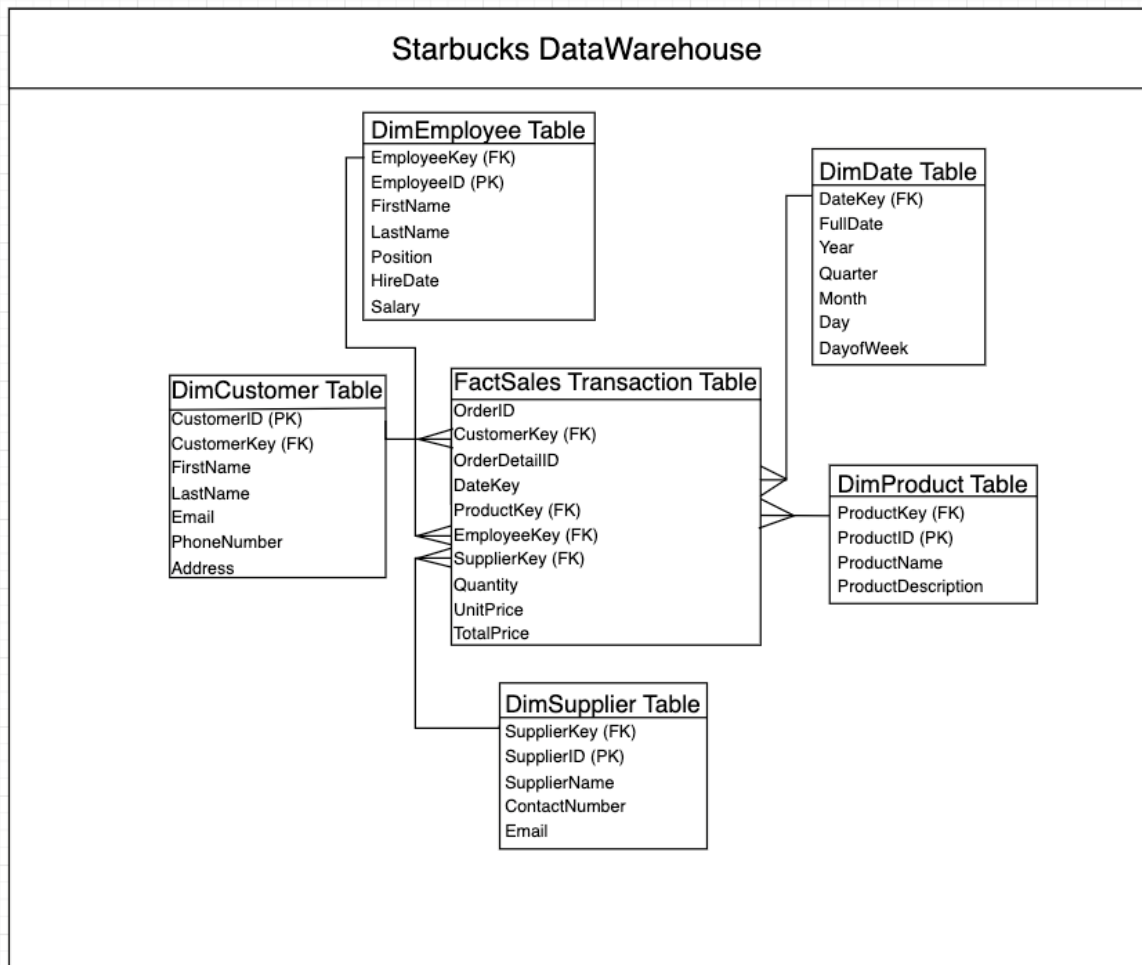 Starbucks DataWarehouse
DimEmployee Table
EmployeeKey (FK)
EmployeeID (PK)
FirstName
LastName
Position
HireDate
Salary
DimDate Table
DateKey (FK)
FullDate
Year
Quarter
Month
Day
DayofWeek
DimCustomer Table
CustomerID (PK)
CustomerKey (FK)
FirstName
LastName
Email
PhoneNumber
Address
FactSales Transaction Table
OrderID
CustomerKey (FK)
OrderDetailID
DateKey
ProductKey (FK)
EmployeeKey (FK)
SupplierKey (FK)
Quantity
UnitPrice
TotalPrice
DimProduct Table
ProductKey (FK)
ProductID (PK)
ProductName
ProductDescription
DimSupplier Table
SupplierKey (FK)
SupplierID (PK)
SupplierName
ContactNumber
Email